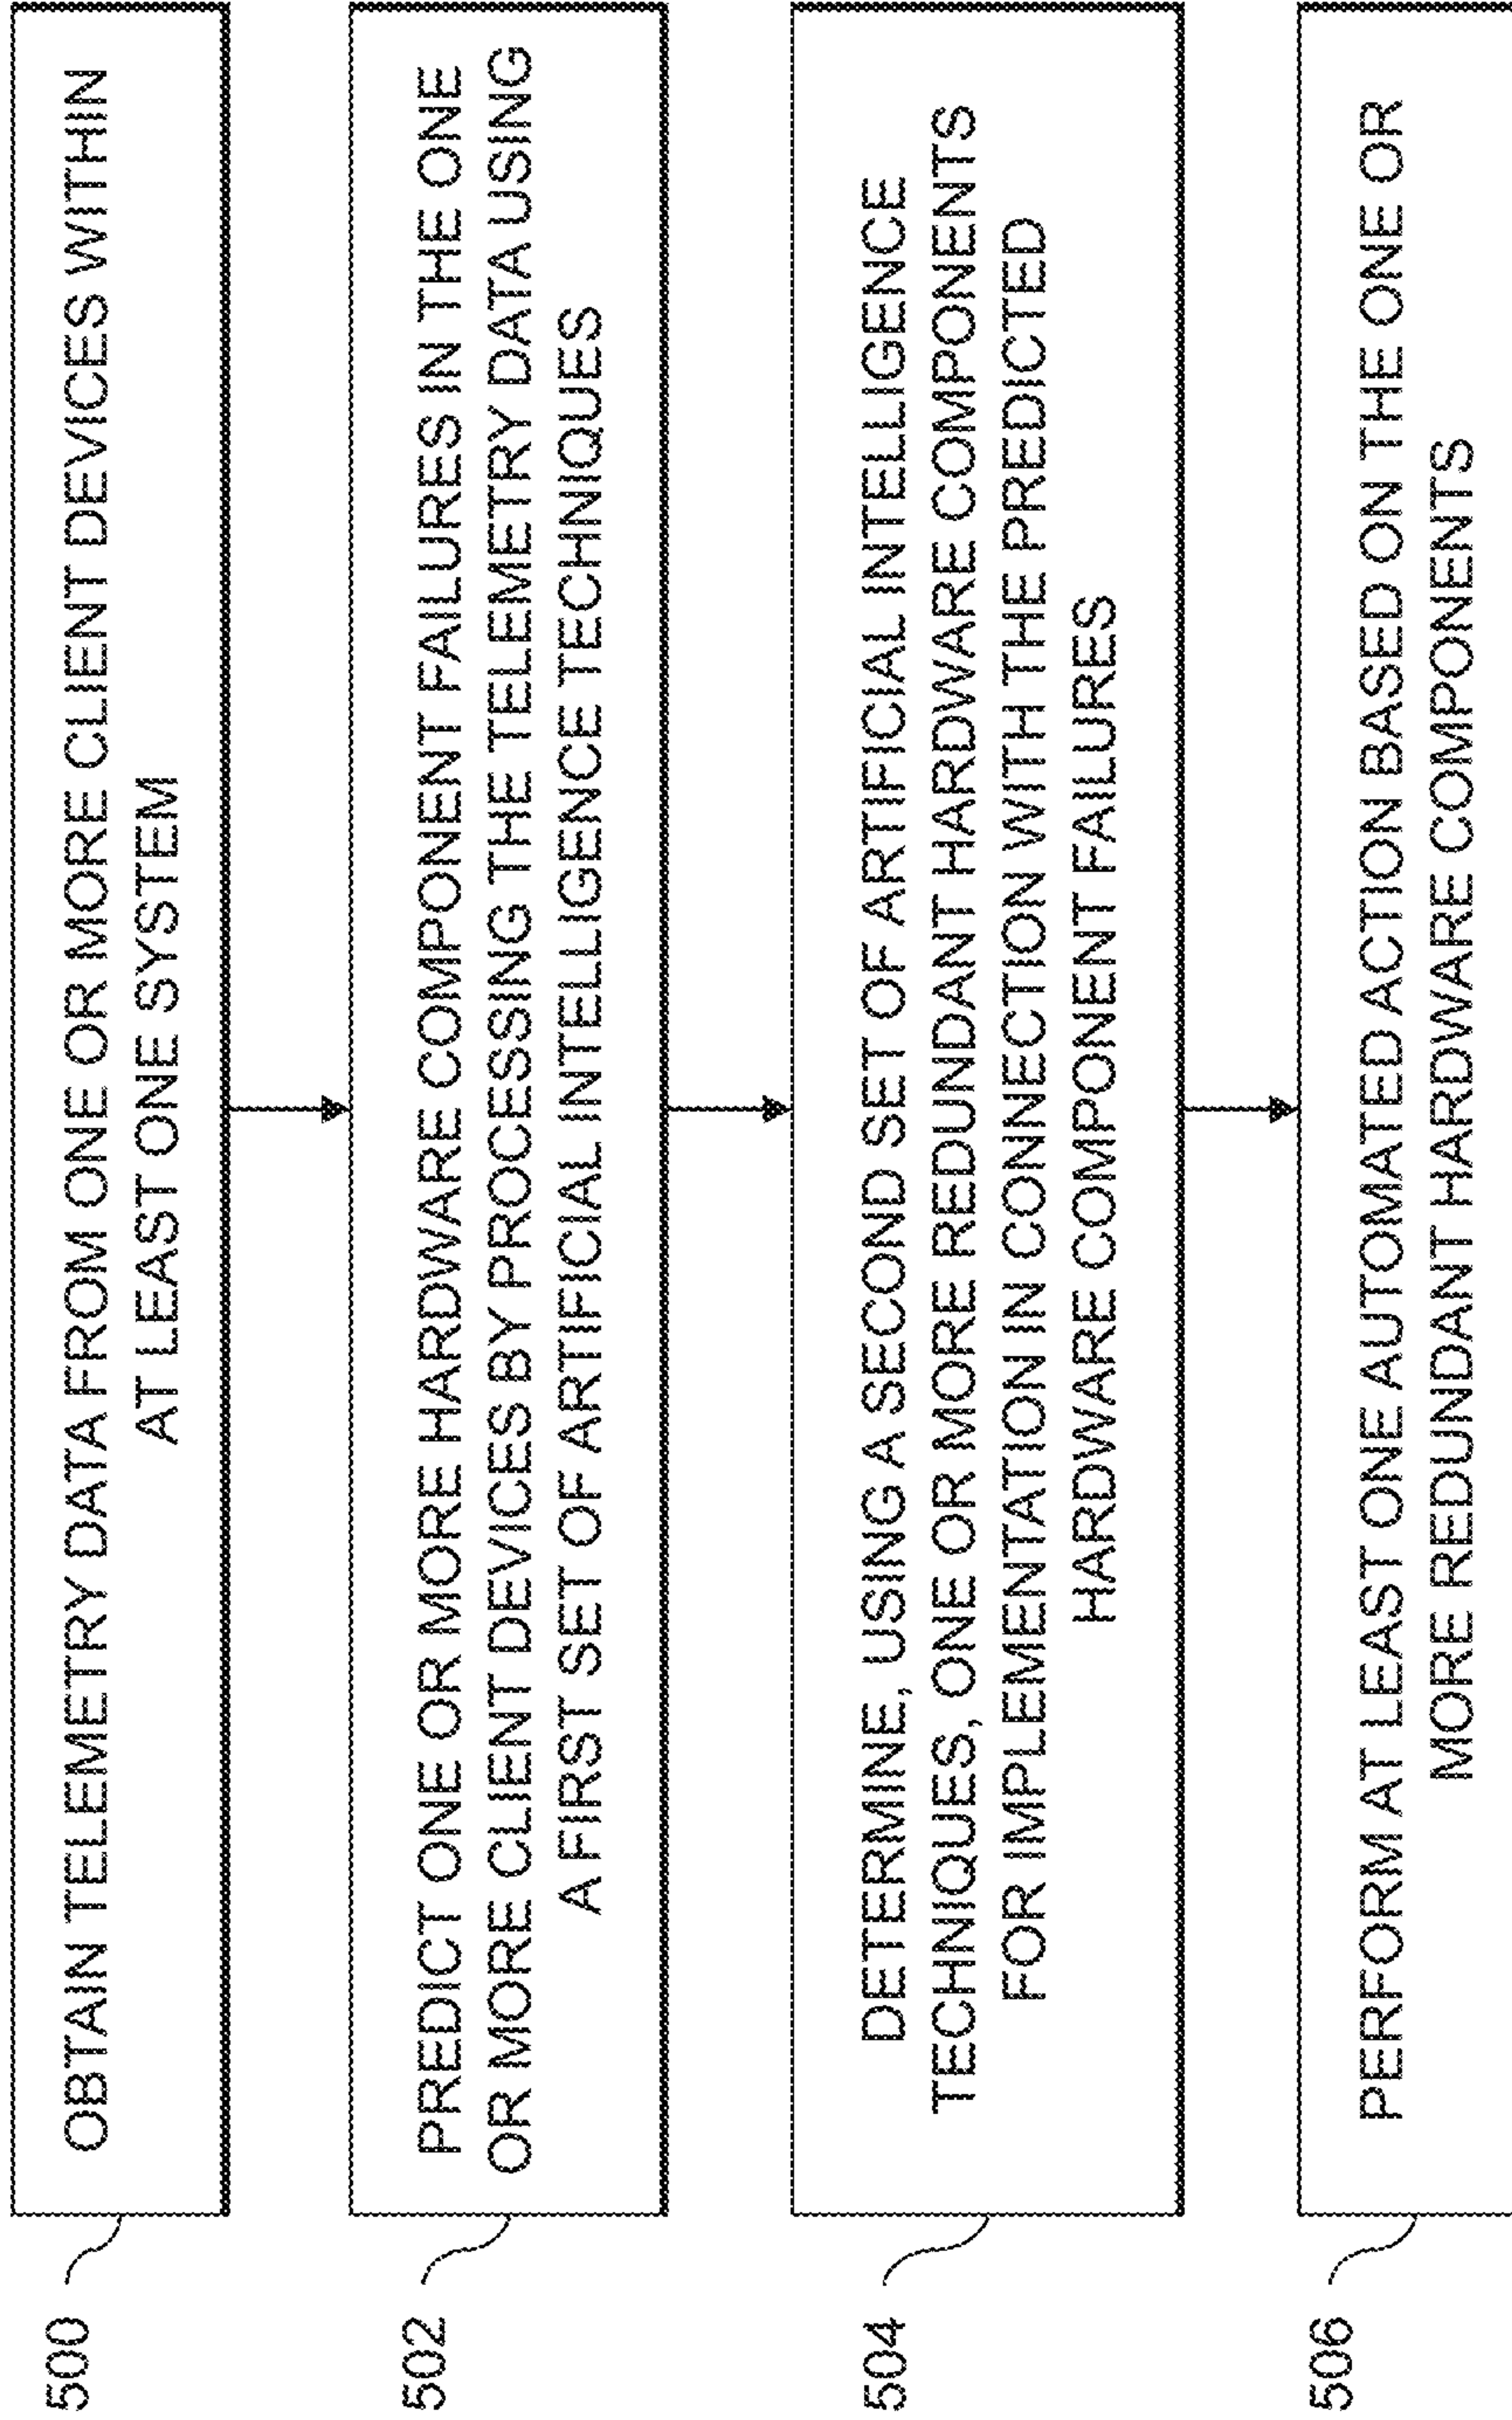 500
OBTAIN TELEMETRY DATA FROM ONE OR MORE CLIENT DEVICES WITHIN
AT LEAST ONE SYSTEM
502
PREDICT ONE OR MORE HARDWARE COMPONENT FAILURES IN THE ONE
OR MORE CLIENT DEVICES BY PROCESSING THE TELEMETRY DATA USING
A FIRST SET OF ARTIFICIAL INTELLIGENCE TECHNIQUES
504
DETERMINE, USING A SECOND SET OF ARTIFICIAL INTELLIGENCE
TECHNIQUES, ONE OR MORE REDUNDANT HARDWARE COMPONENTS
FOR IMPLEMENTATION IN CONNECTION WITH THE PREDICTED
HARDWARE COMPONENT FAILURES
506
PERFORM AT LEAST ONE AUTOMATED ACTION BASED ON THE ONE OR
MORE REDUNDANT HARDWARE COMPONENTS